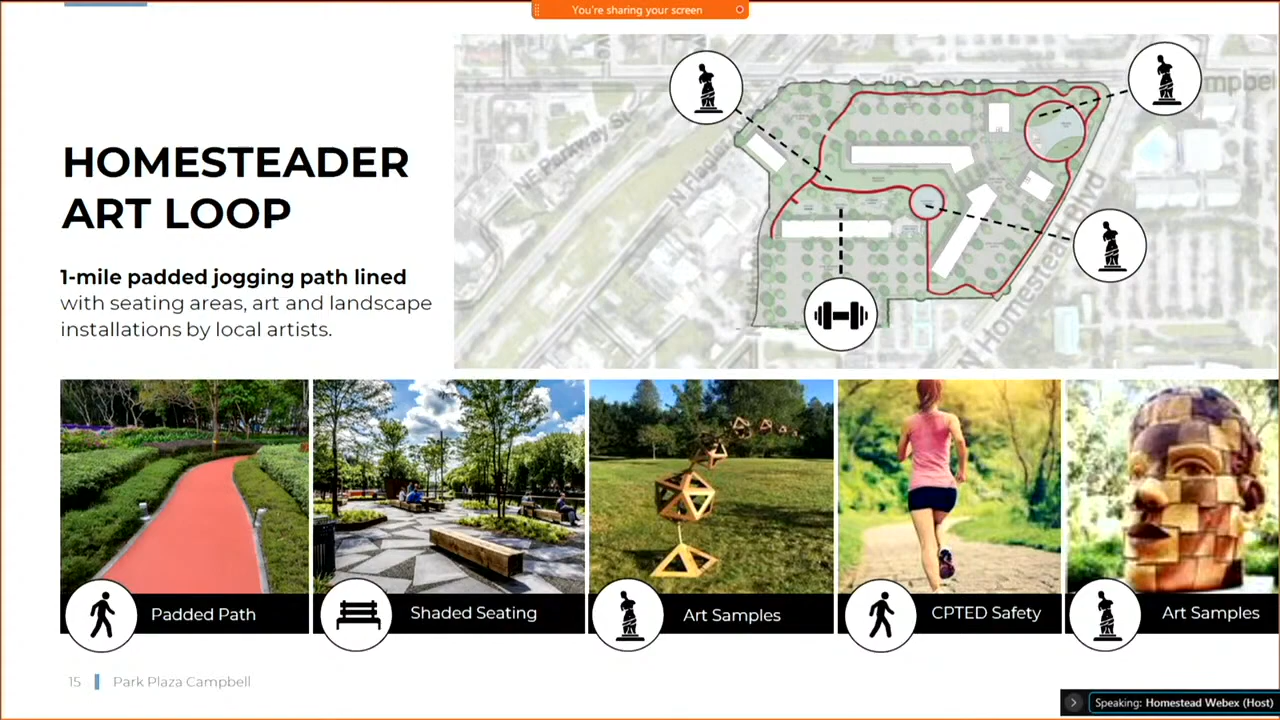 You're sharing your screen
HOMESTEADER
ART LOOP
1-mile padded jogging path lined
with seating areas, art and landscape
installations by local artists.
NE Parkway St
N Flagler
Campbell
N Homestead Blvd
Padded Path
Shaded Seating
Art Samples
CPTED Safety
Art Samples
15
Park Plaza Campbell
Speaking: Homestead Webex (Host)